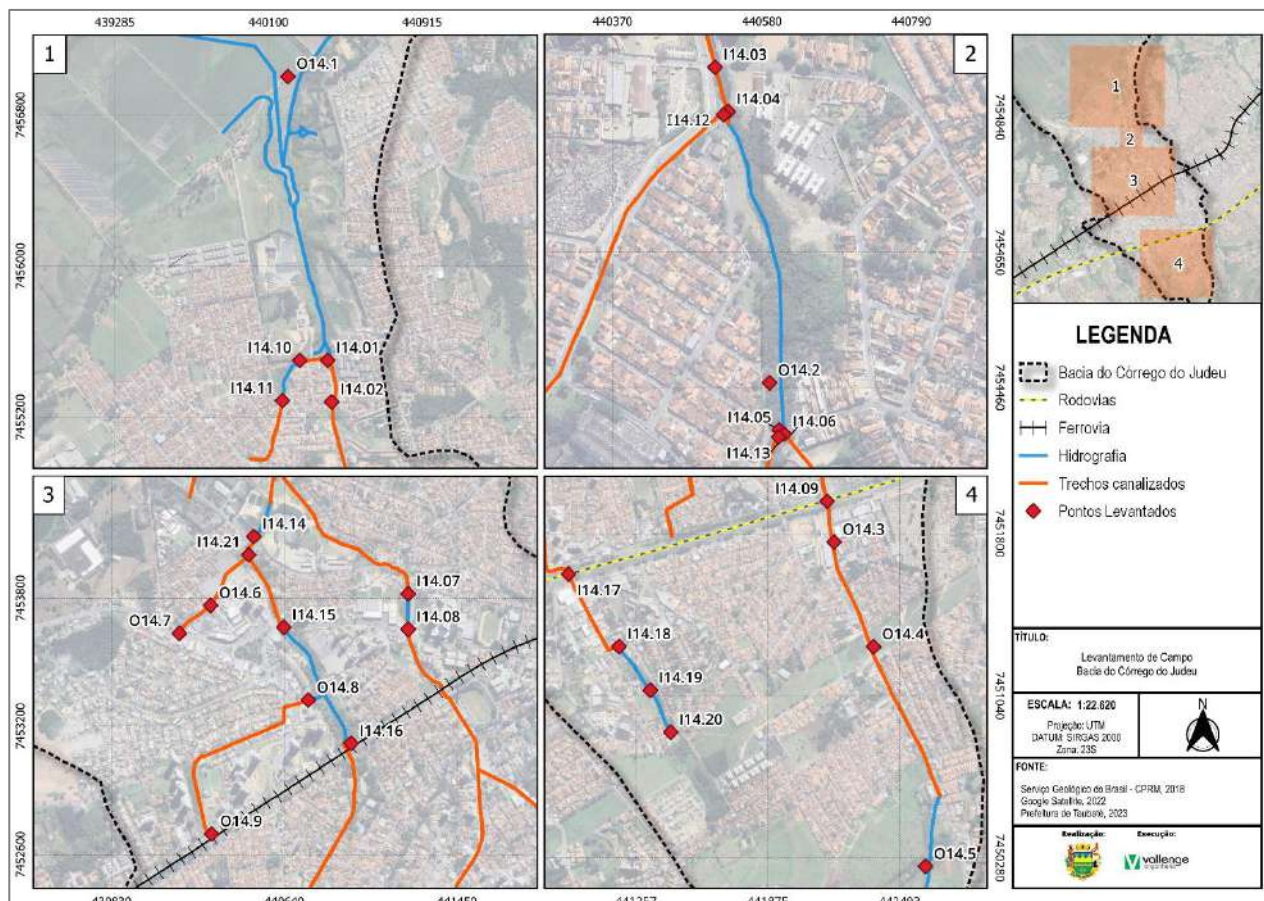 439285 440100 440915
440370 440580 440790
1
O14.1
I14.10
I14.01
I14.11
I14.02
7456800
7456000
7455200
2
I14.03
I14.04
I14.12
O14.2
I14.05
I14.06
I14.13
7454840
7454650
7454460
1
2
3
4
3
I14.14
I14.21
O14.6
O14.7
I14.15
I14.07
I14.08
O14.8
I14.16
O14.9
7453800
7453200
7452600
4
I14.09
O14.3
I14.17
I14.18
O14.4
I14.19
I14.20
O14.5
7451800
7451040
7450280
439830 440640 441450
441257 441875 442493
LEGENDA
Bacia do Córrego do Judeu
Rodovias
Ferrovia
Hidrografia
Trechos canalizados
Pontos Levantados
TÍTULO:
Levantamento de Campo
Bacia do Córrego do Judeu
ESCALA: 1:22.620
Projeção: UTM
DATUM: SIRGAS 2000
Zona: 23S
N
FONTE:
Serviço Geológico do Brasil - CPRM, 2018
Google Satélite, 2022
Prefeitura de Taubaté, 2023
Realização: Execução:
vallenge